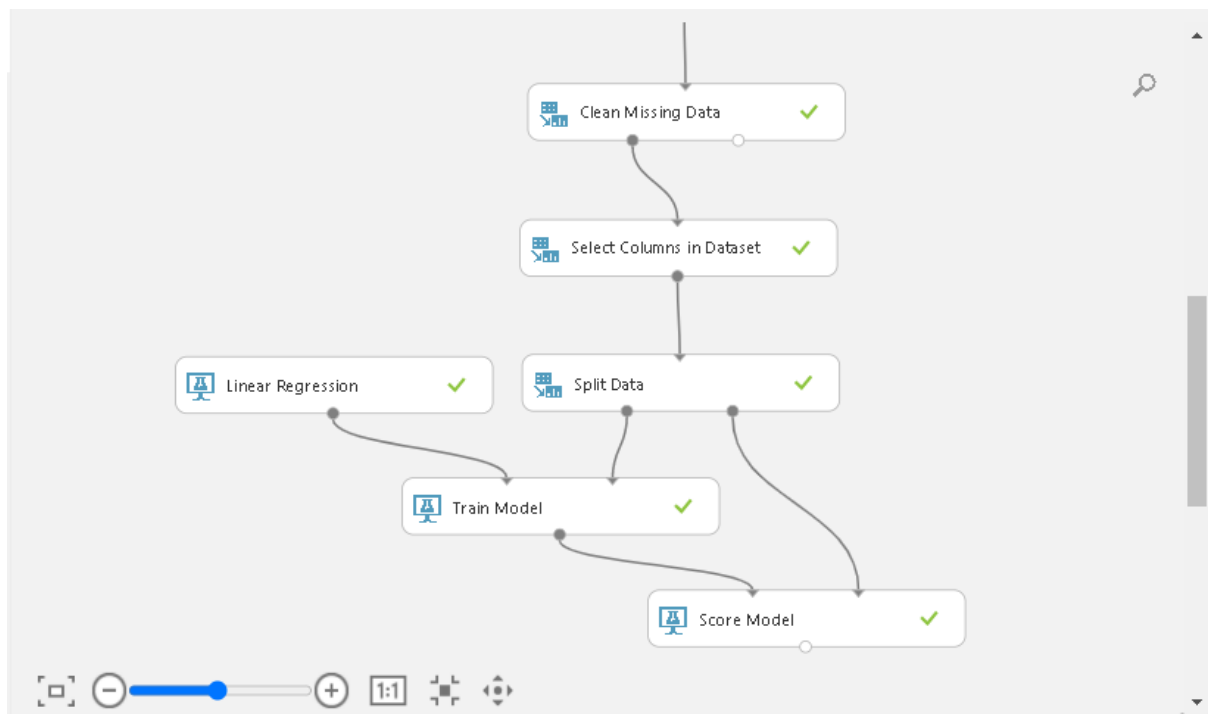 Clean Missing Data
Select Columns in Dataset
Linear Regression
Split Data
Train Model
Score Model
1:1